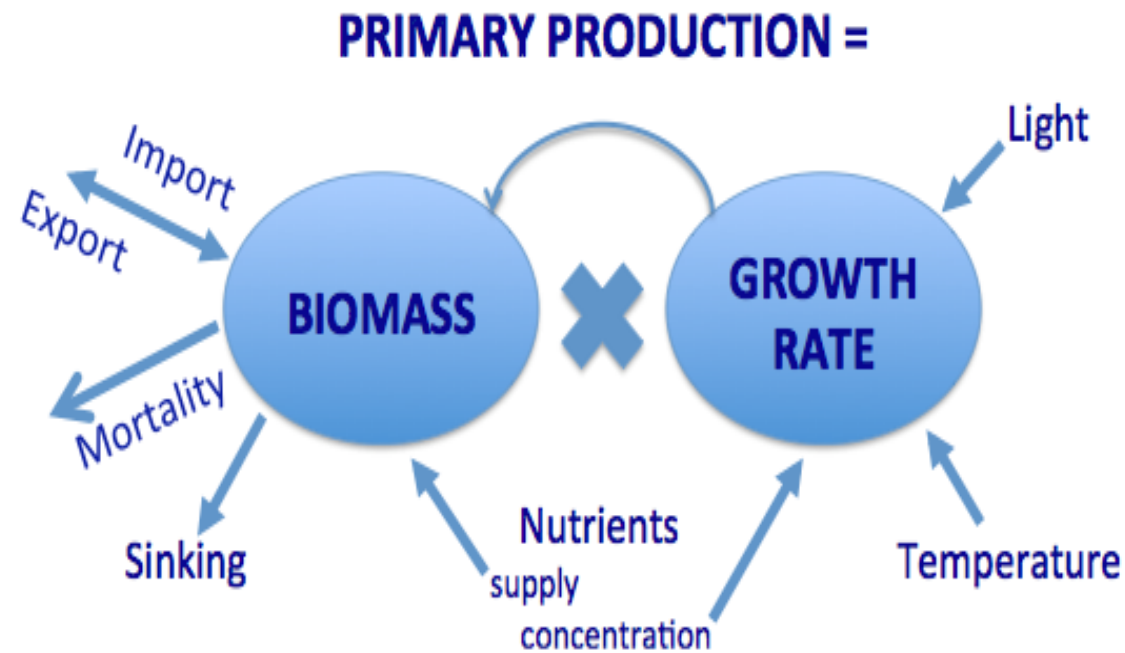 PRIMARY PRODUCTION =
Light
Import
Export
BIOMASS
GROWTH
RATE
Mortality
Sinking
Nutrients
supply
concentration
Temperature